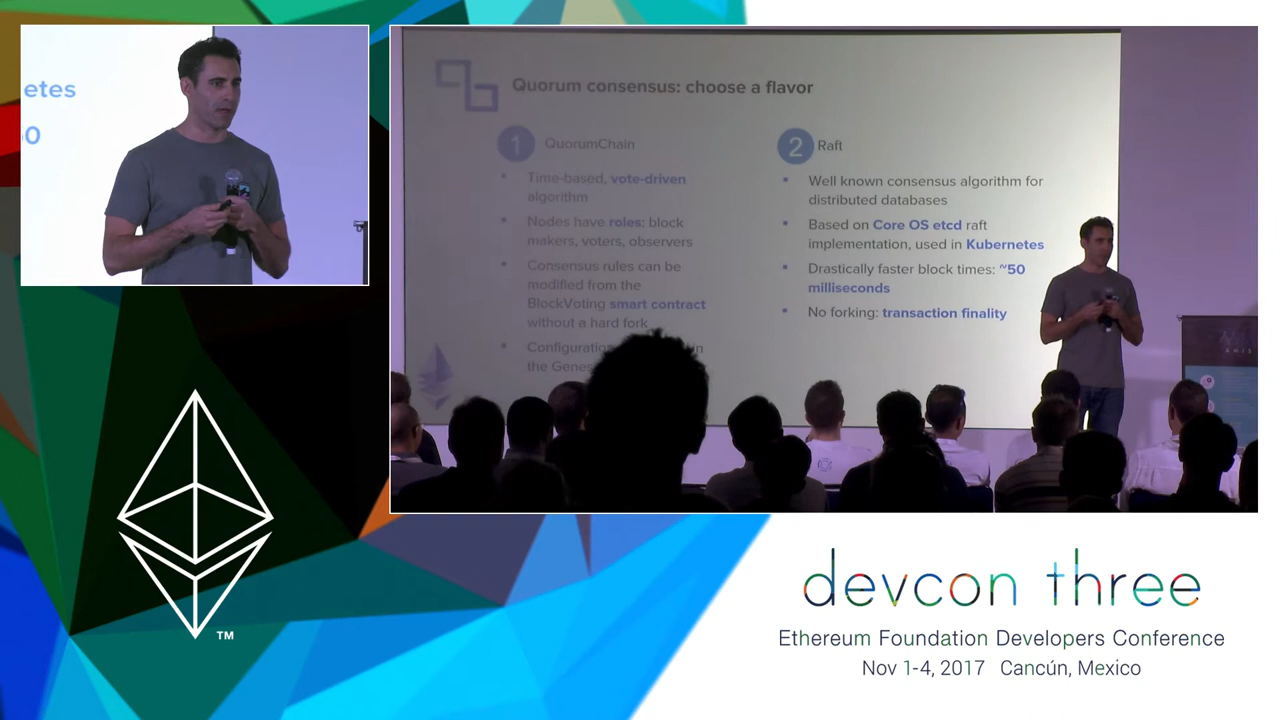 etes
Quorum consensus: choose a flavor
1 QuorumChain
Time-based, vote-driven
algorithm
Nodes have roles: block
makers, voters, observers
Consensus rules can be
modified from the
BlockVoting smart contract
without a hard fork
the
2 Raft
Well known consensus algorithm for
distributed databases
Based on Core OS etcd raft
implementation, used in Kubernetes
Drastically faster block times: ~50
milliseconds
No forking: transaction finality
TM
devcon three
Ethereum Foundation Developers Conference
Nov 1-4, 2017 Cancún, Mexico